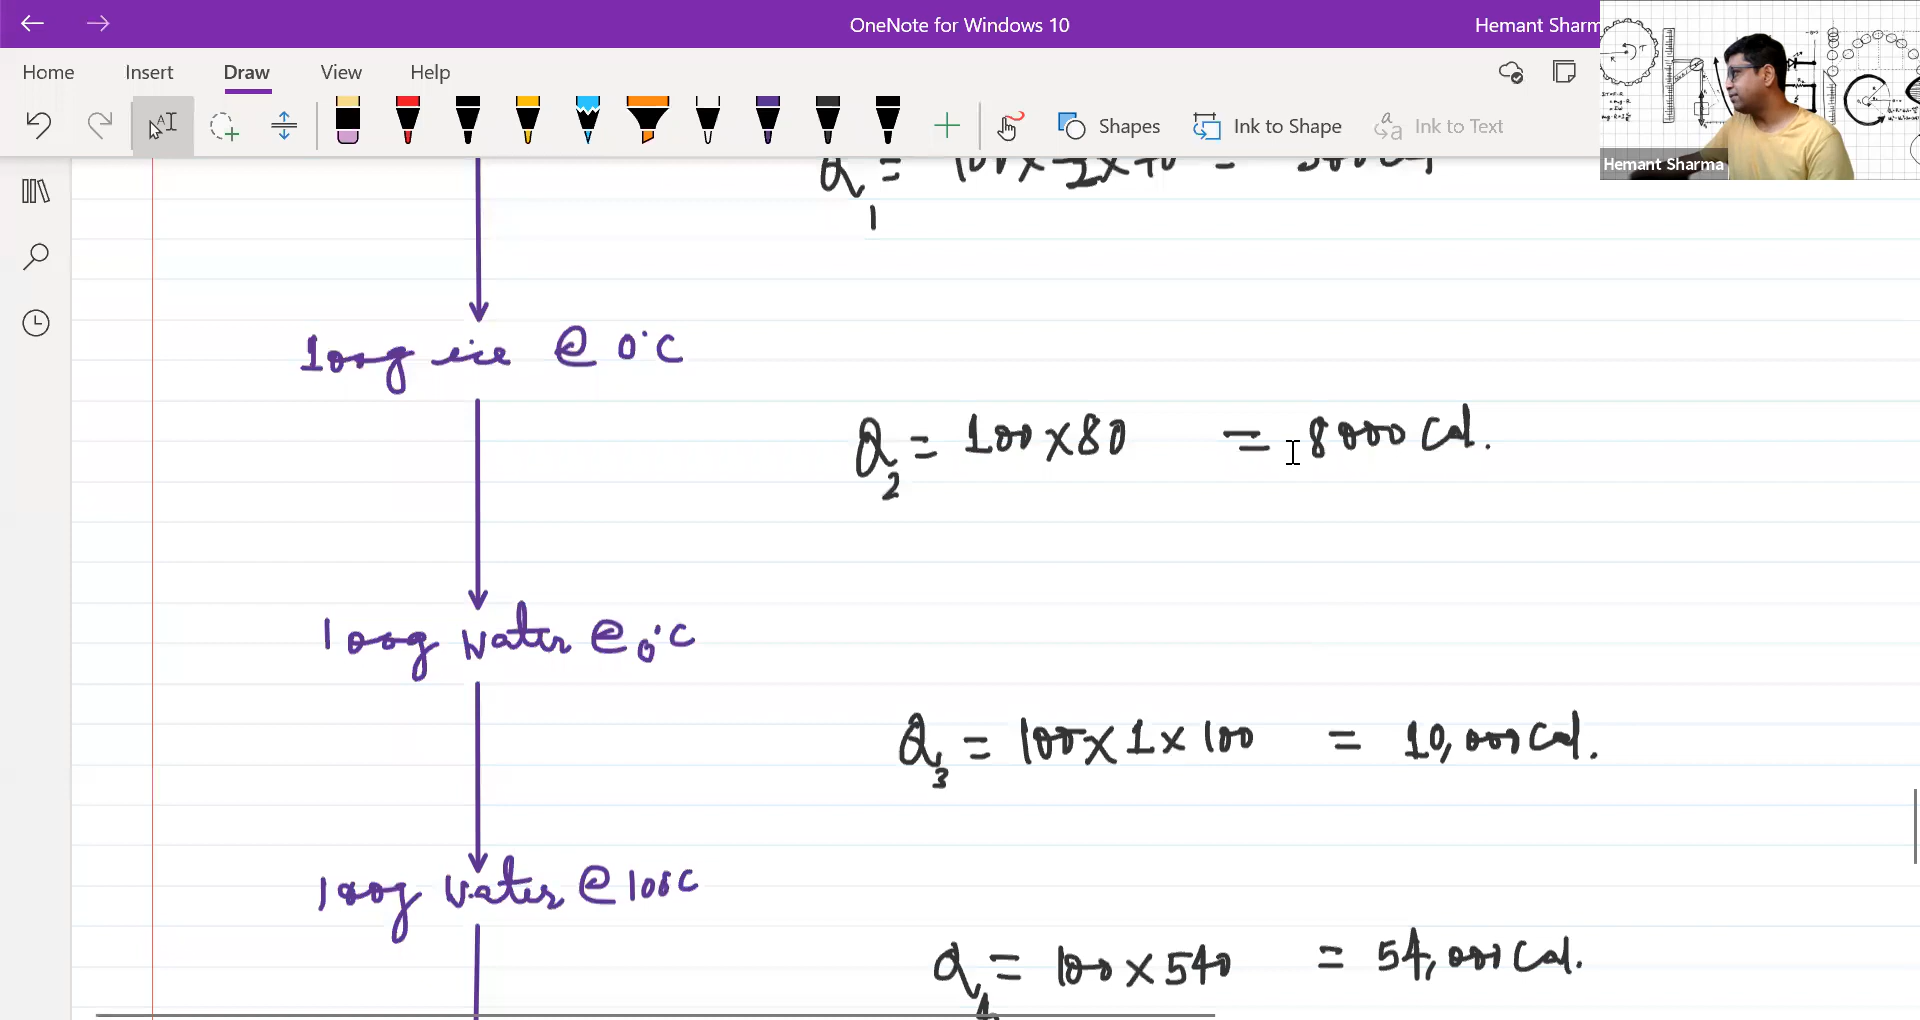 OneNote for Windows 10
Hemant Sharm
Home Insert Draw View Help
Shapes Ink to Shape Ink to Text
Hemant Sharma
Q1 =
100g ice @ 0°C
Q2 = 100 × 80 = 8000 Cal.
100g water @ 0°C
Q3 = 100 × 1 × 100 = 10,000 Cal.
100g water @ 100°C
Q4 = 100 × 540 = 54,000 Cal.